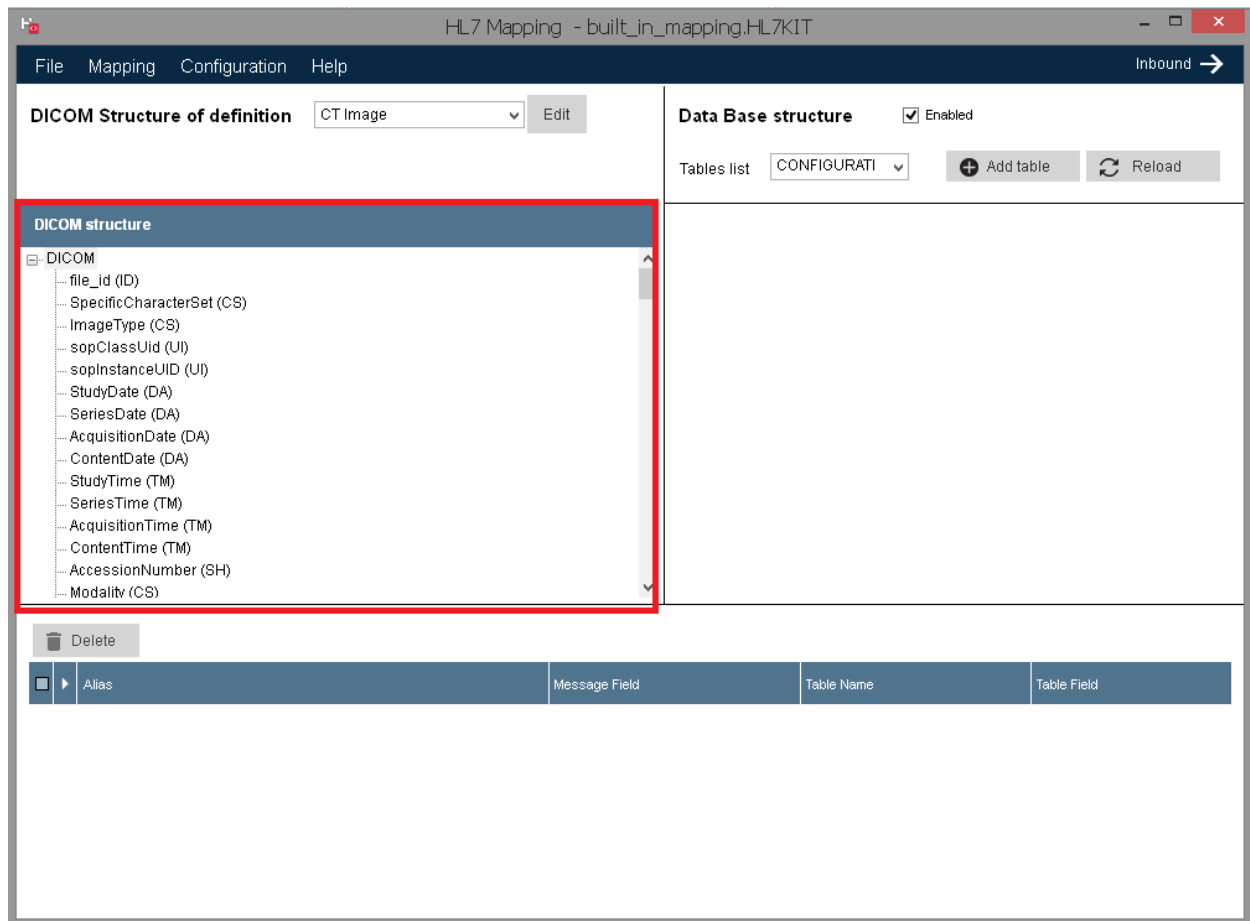 HL7 Mapping - built_in_mapping.HL7KIT
File Mapping Configuration Help Inbound
DICOM Structure of definition CT Image Edit
Data Base structure Enabled
Tables list CONFIGURATI Add table Reload
DICOM structure
DICOM
file_id (ID)
SpecificCharacterSet (CS)
ImageType (CS)
sopClassUid (UI)
sopInstanceUID (UI)
StudyDate (DA)
SeriesDate (DA)
AcquisitionDate (DA)
ContentDate (DA)
StudyTime (TM)
SeriesTime (TM)
AcquisitionTime (TM)
ContentTime (TM)
AccessionNumber (SH)
Modality (CS)
Delete
Alias Message Field Table Name Table Field